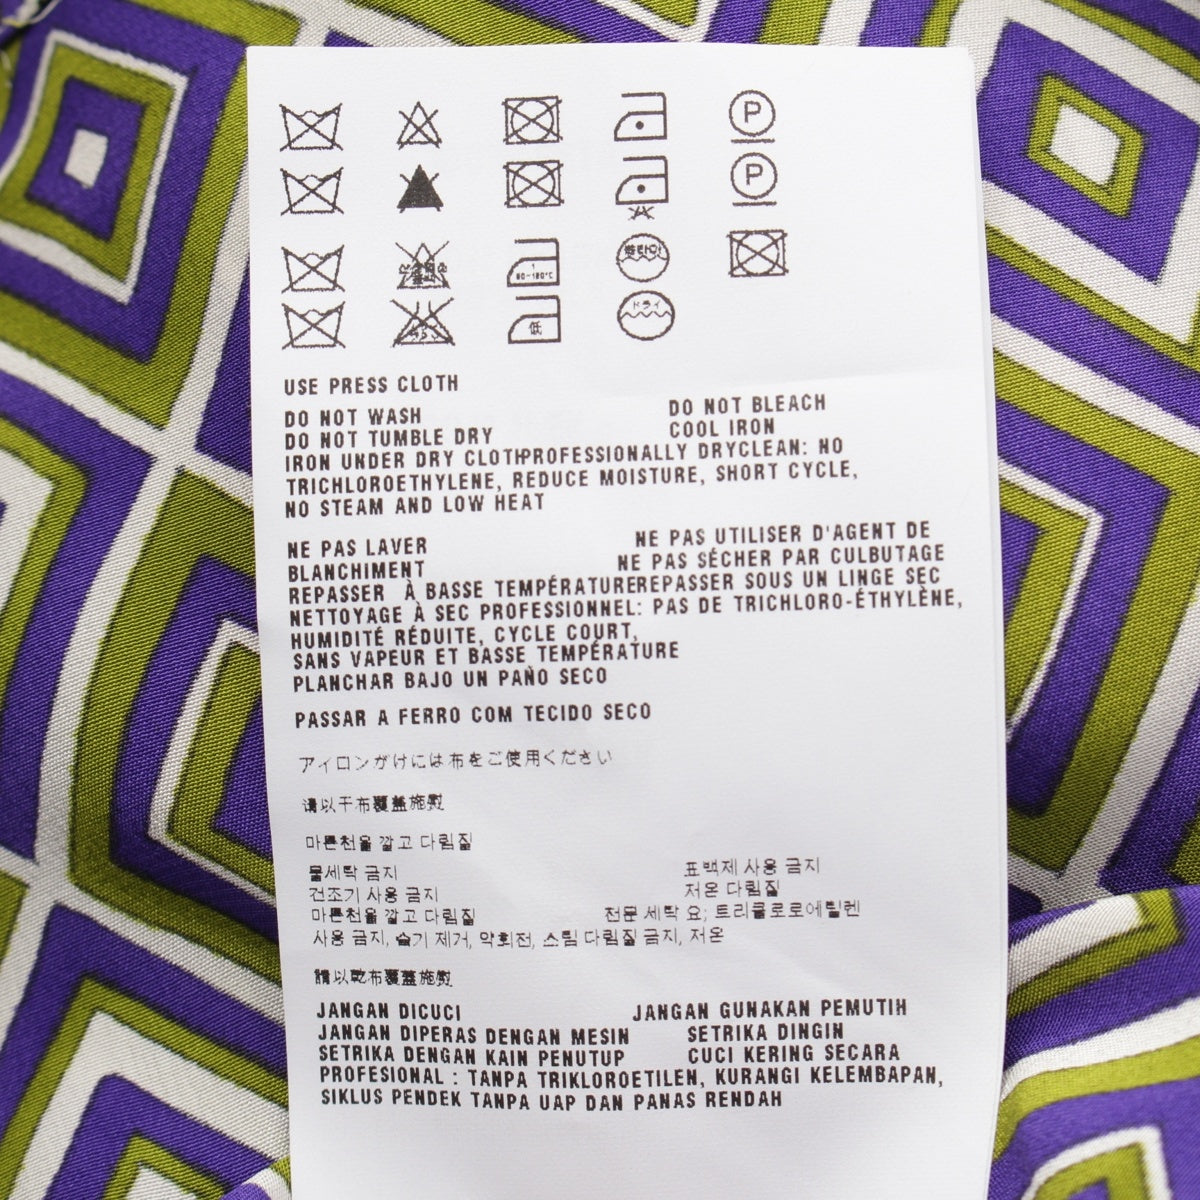 P
P
드라이
1
80~120℃
低
ドライ
USE PRESS CLOTH
DO NOT WASH DO NOT BLEACH
DO NOT TUMBLE DRY COOL IRON
IRON UNDER DRY CLOTHPROFESSIONALLY DRYCLEAN: NO
TRICHLOROETHYLENE, REDUCE MOISTURE, SHORT CYCLE,
NO STEAM AND LOW HEAT
NE PAS LAVER NE PAS UTILISER D'AGENT DE
BLANCHIMENT NE PAS SÉCHER PAR CULBUTAGE
REPASSER À BASSE TEMPÉRATUREREPASSER SOUS UN LINGE SEC
NETTOYAGE À SEC PROFESSIONNEL: PAS DE TRICHLORO-ÉTHYLÈNE,
HUMIDITÉ RÉDUITE, CYCLE COURT,
SANS VAPEUR ET BASSE TEMPÉRATURE
PLANCHAR BAJO UN PAÑO SECO
PASSAR A FERRO COM TECIDO SECO
アイロンがけには布をご使用ください
请以干布覆盖施熨
마른천을 깔고 다림질
물세탁 금지 표백제 사용 금지
건조기 사용 금지 저온 다림질
마른천을 깔고 다림질 전문 세탁 요; 트리클로로에틸렌
사용 금지, 습기 제거, 약회전, 스팀 다림질 금지, 저온
請以乾布覆蓋施熨
JANGAN DICUCI JANGAN GUNAKAN PEMUTIH
JANGAN DIPERAS DENGAN MESIN SETRIKA DINGIN
SETRIKA DENGAN KAIN PENUTUP CUCI KERING SECARA
PROFESIONAL : TANPA TRIKLOROETILEN, KURANGI KELEMBAPAN,
SIKLUS PENDEK TANPA UAP DAN PANAS RENDAH